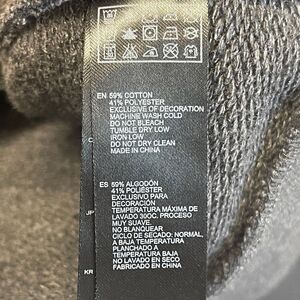 EN 59% COTTON
41% POLYESTER
EXCLUSIVE OF DECORATION
MACHINE WASH COLD
DO NOT BLEACH
TUMBLE DRY LOW
IRON LOW
DO NOT DRY CLEAN
MADE IN CHINA
C
ES 59% ALGODÓN
41% POLIÉSTER
EXCLUSIVO PARA
DECORACIÓN
JP
TEMPERATURA MÁXIMA DE
LAVADO 30OC. PROCESO
MUY SUAVE.
NO BLANQUEAR
CICLO DE SECADO: NORMAL,
A BAJA TEMPERATURA
PLANCHADO A
TEMPERATURA BAJA
NO LAVADO EN SECO
KR
FABRICADO EN CHINA